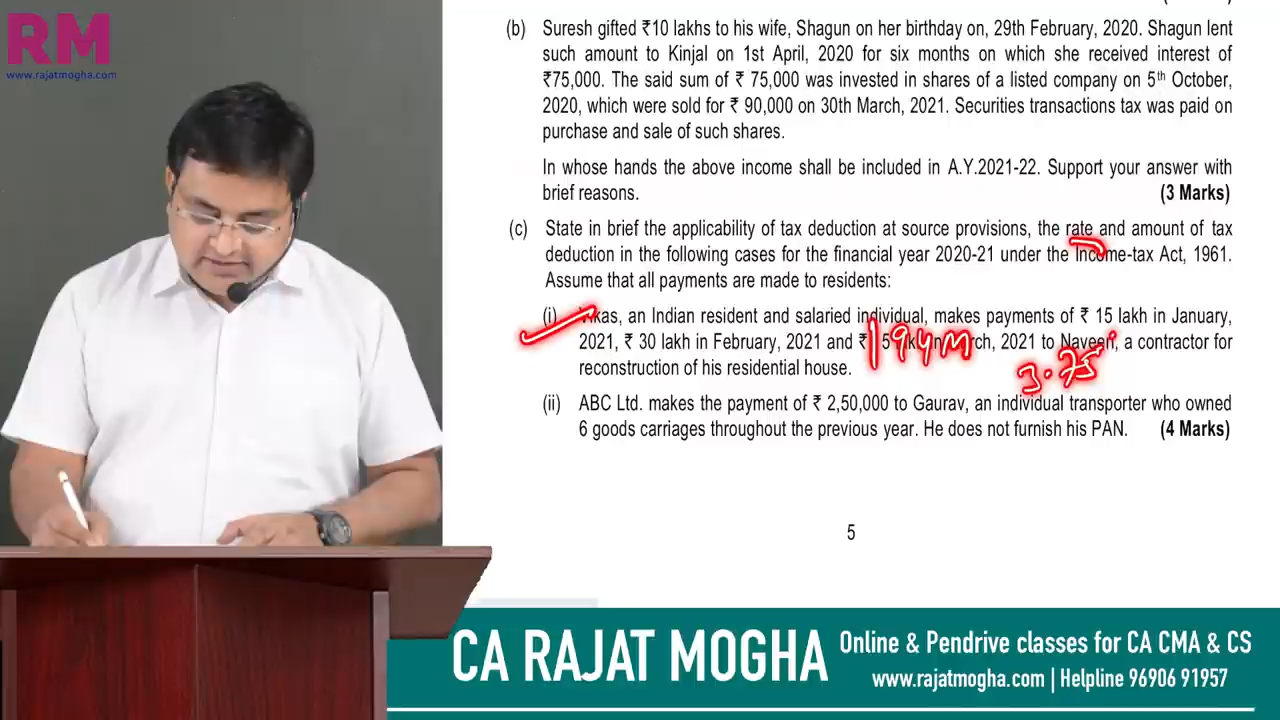 RM
www.rajatmogha.com
(b) Suresh gifted ₹10 lakhs to his wife, Shagun on her birthday on, 29th February, 2020. Shagun lent
such amount to Kinjal on 1st April, 2020 for six months on which she received interest of
₹75,000. The said sum of ₹ 75,000 was invested in shares of a listed company on 5th October,
2020, which were sold for ₹ 90,000 on 30th March, 2021. Securities transactions tax was paid on
purchase and sale of such shares.
In whose hands the above income shall be included in A.Y.2021-22. Support your answer with
brief reasons. (3 Marks)
(c) State in brief the applicability of tax deduction at source provisions, the rate and amount of tax
deduction in the following cases for the financial year 2020-21 under the Income-tax Act, 1961.
Assume that all payments are made to residents:
(i) Vikas, an Indian resident and salaried individual, makes payments of ₹ 15 lakh in January,
2021, ₹ 30 lakh in February, 2021 and ₹ 2021 to Naveen, a contractor for
194M
3.75
reconstruction of his residential house.
(ii) ABC Ltd. makes the payment of ₹ 2,50,000 to Gaurav, an individual transporter who owned
6 goods carriages throughout the previous year. He does not furnish his PAN. (4 Marks)
5
CA RAJAT MOGHA
Online & Pendrive classes for CA CMA & CS
www.rajatmogha.com | Helpline 96906 91957